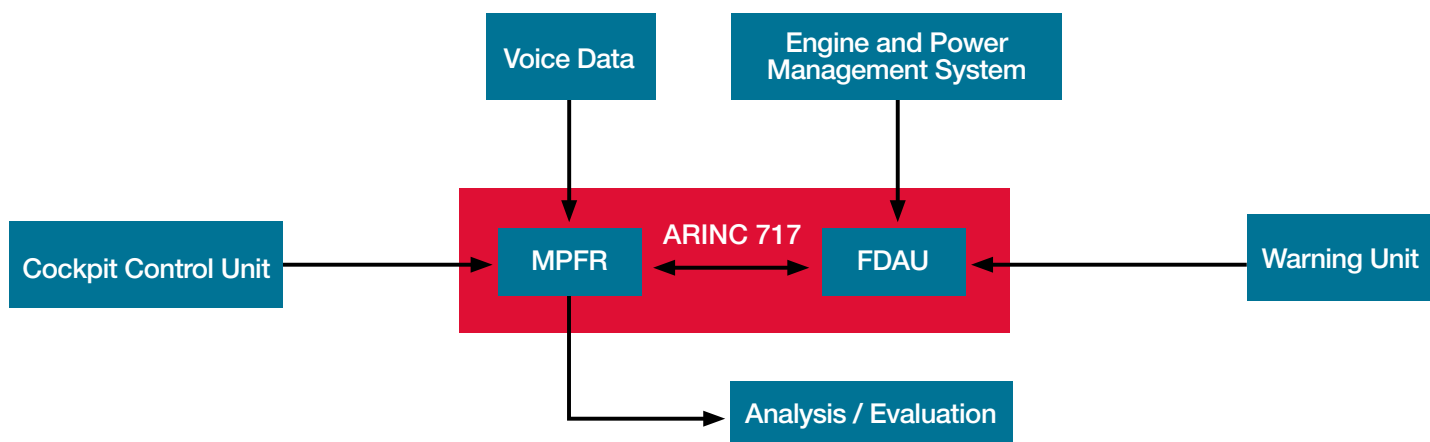 Voice Data
Engine and Power
Management System
ARINC 717
Cockpit Control Unit
MPFR
FDAU
Warning Unit
Analysis / Evaluation